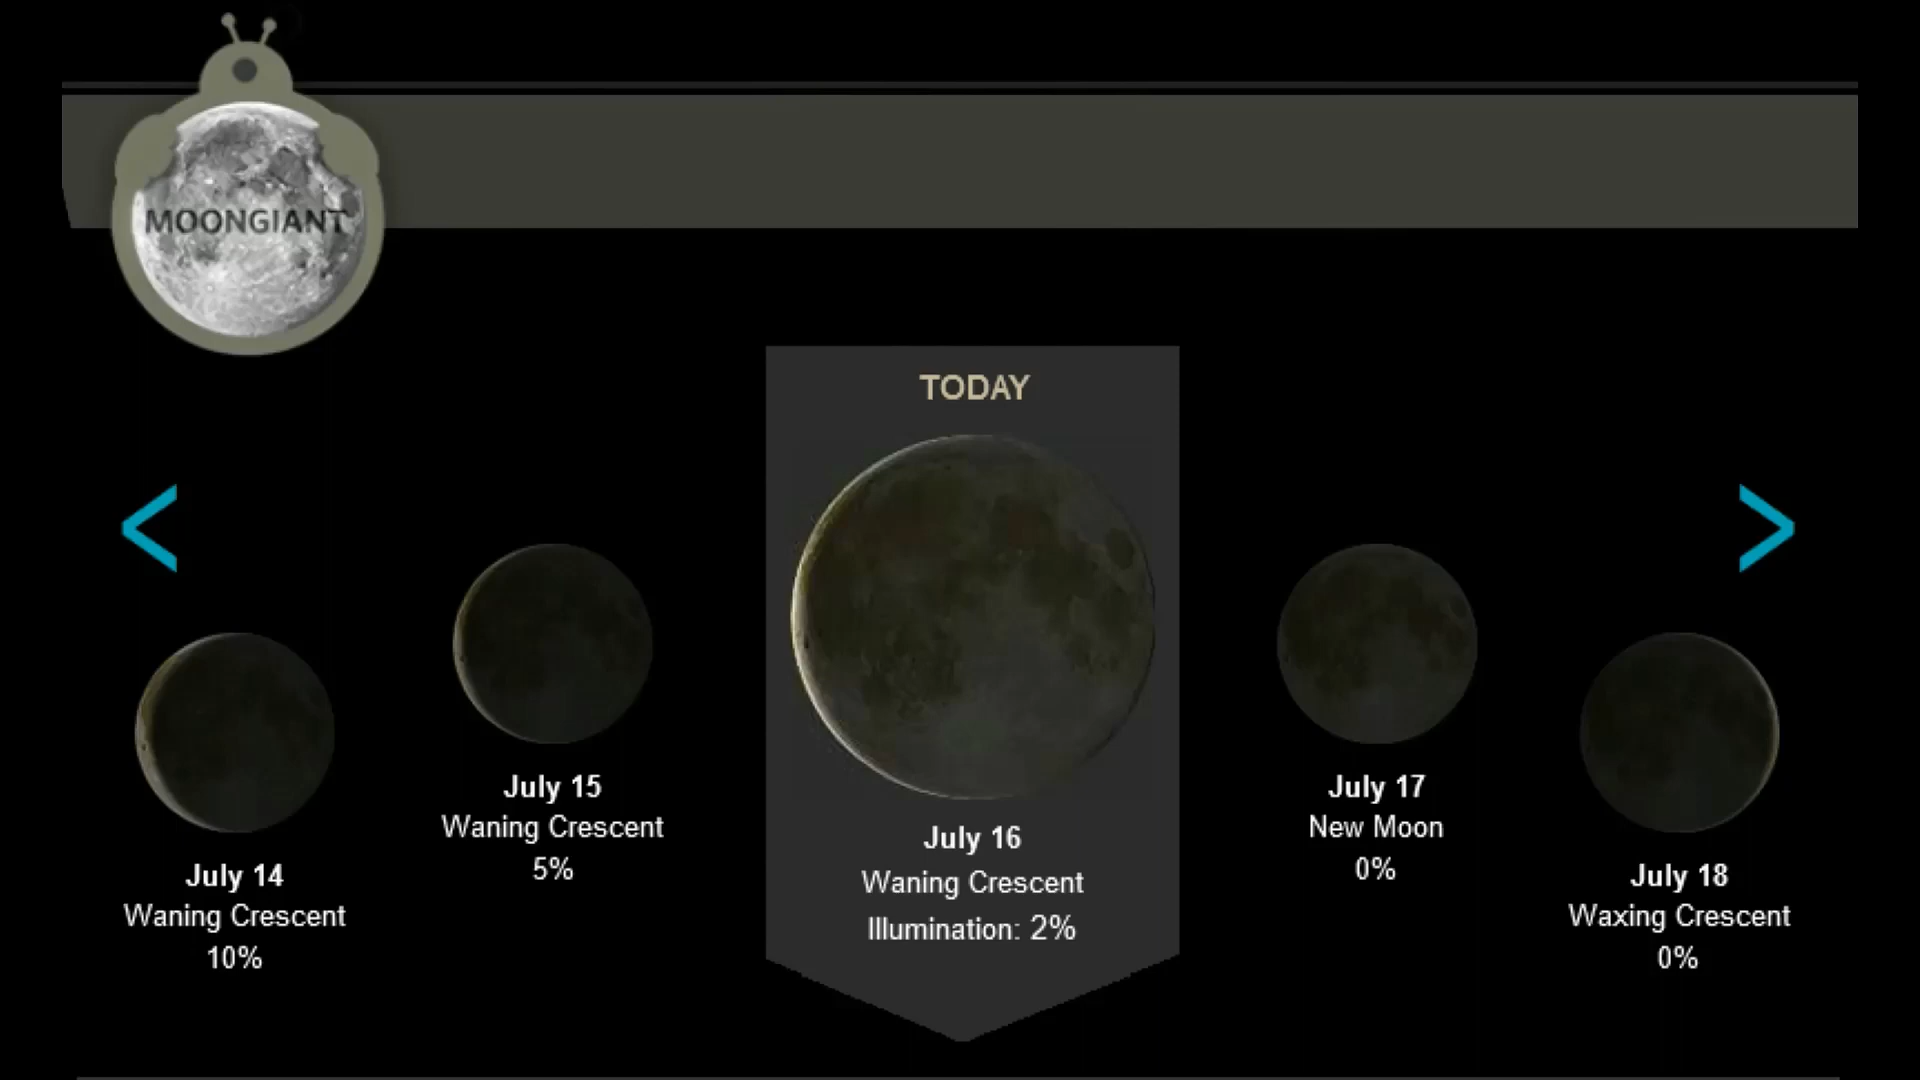 MOONGIANT
TODAY
July 14
Waning Crescent
10%
July 15
Waning Crescent
5%
July 16
Waning Crescent
Illumination: 2%
July 17
New Moon
0%
July 18
Waxing Crescent
0%